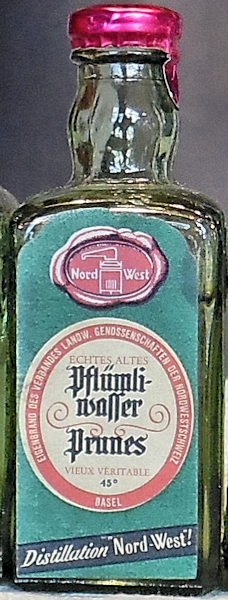 Nord West
EIGENBRAND DES VERBANDES LANDW. GENOSSENSCHAFTEN DER NORDWESTSCHWEIZ
ECHTES ALTES
Pflümli-
wasser
Prunes
VIEUX VÉRITABLE
45°
BASEL
Distillation "Nord-West"!